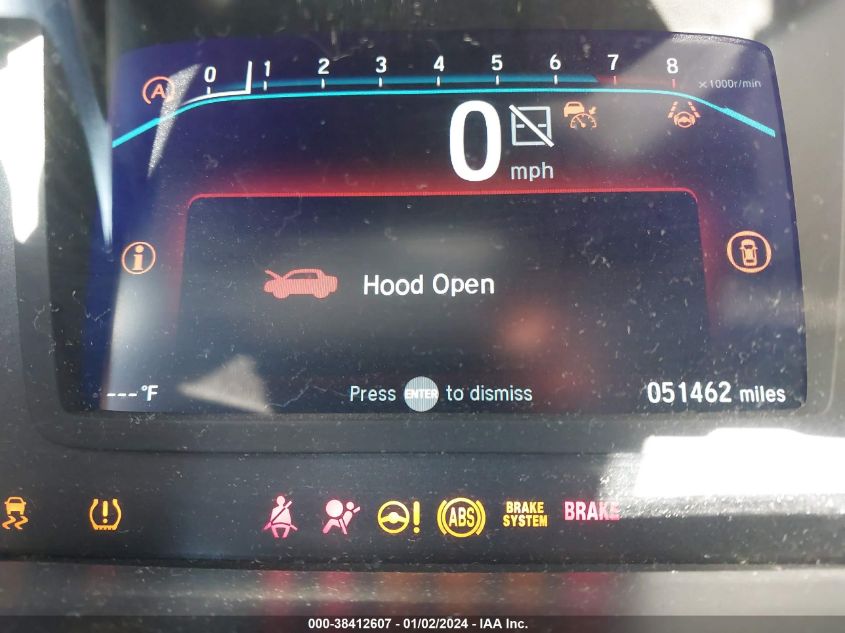 0 1 2 3 4 5 6 7 8
x1000r/min
A
0
mph
i
Hood Open
---°F
Press ENTER to dismiss
051462 miles
! ! ABS BRAKE SYSTEM BRAKE
000-38412607 - 01/02/2024 - IAA Inc.